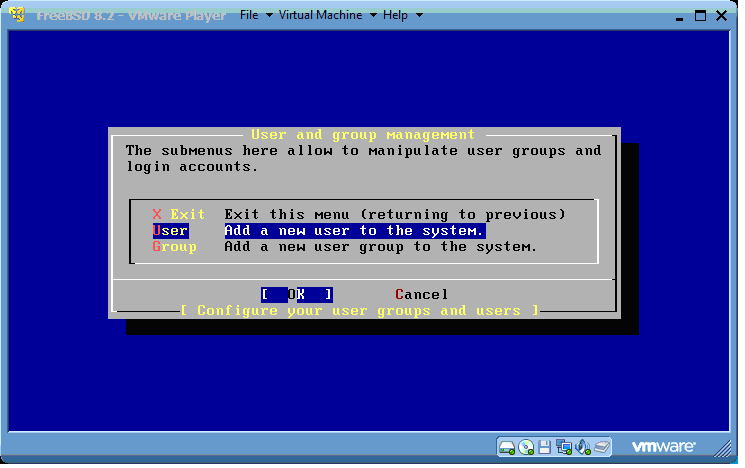 FreeBSD 8.2 - VMware Player File Virtual Machine Help
User and group management
The submenus here allow to manipulate user groups and
login accounts.
X Exit Exit this menu (returning to previous)
User Add a new user to the system.
Group Add a new user group to the system.
[ OK ] Cancel
[ Configure your user groups and users ]
vmware